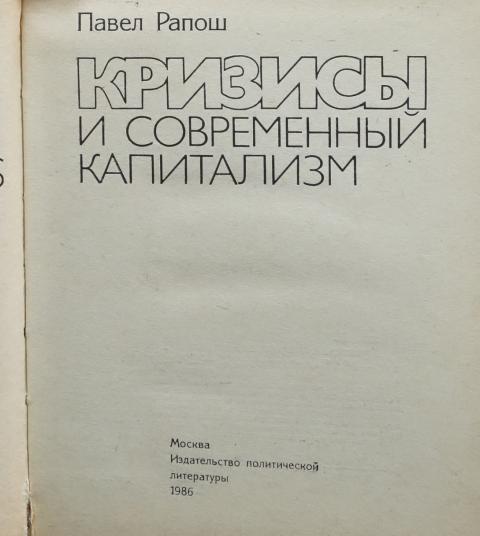 Павел Рапош
КРИЗИСЫ
И СОВРЕМЕННЫЙ
КАПИТАЛИЗМ
Москва
Издательство политической
литературы
1986